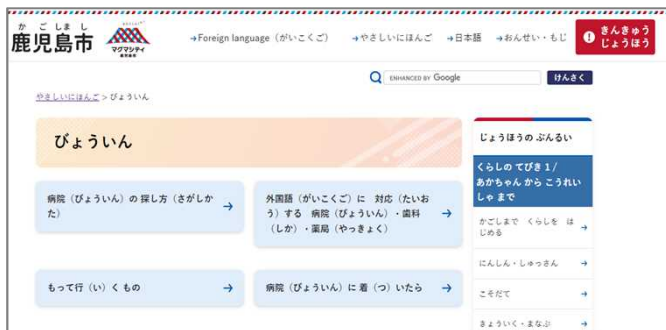 か ご しま し
鹿児島市
マグマシティ
→Foreign language（がいこくご）
→やさしいにほんご
→日本語
→おんせい・もじ
きんきゅう
じょうほう
ENHANCED BY Google
けんさく
やさしいにほんご > びょういん
びょういん
病院（びょういん）の 探し方（さがしか
た）
→
外国語（がいこくご）に 対応（たいお
う）する 病院（びょういん）・歯科
（しか）・薬局（やっきょく）
→
もって行（い）く もの
→
病院（びょういん）に 着（つ）いたら
→
じょうほうの ぶんるい
くらしの てびき 1 /
あかちゃん から こうれい
しゃ まで
かごしまで くらしを は
じめる
→
にんしん・しゅっさん
→
こそだて
→
きょういく・まなぶ
→